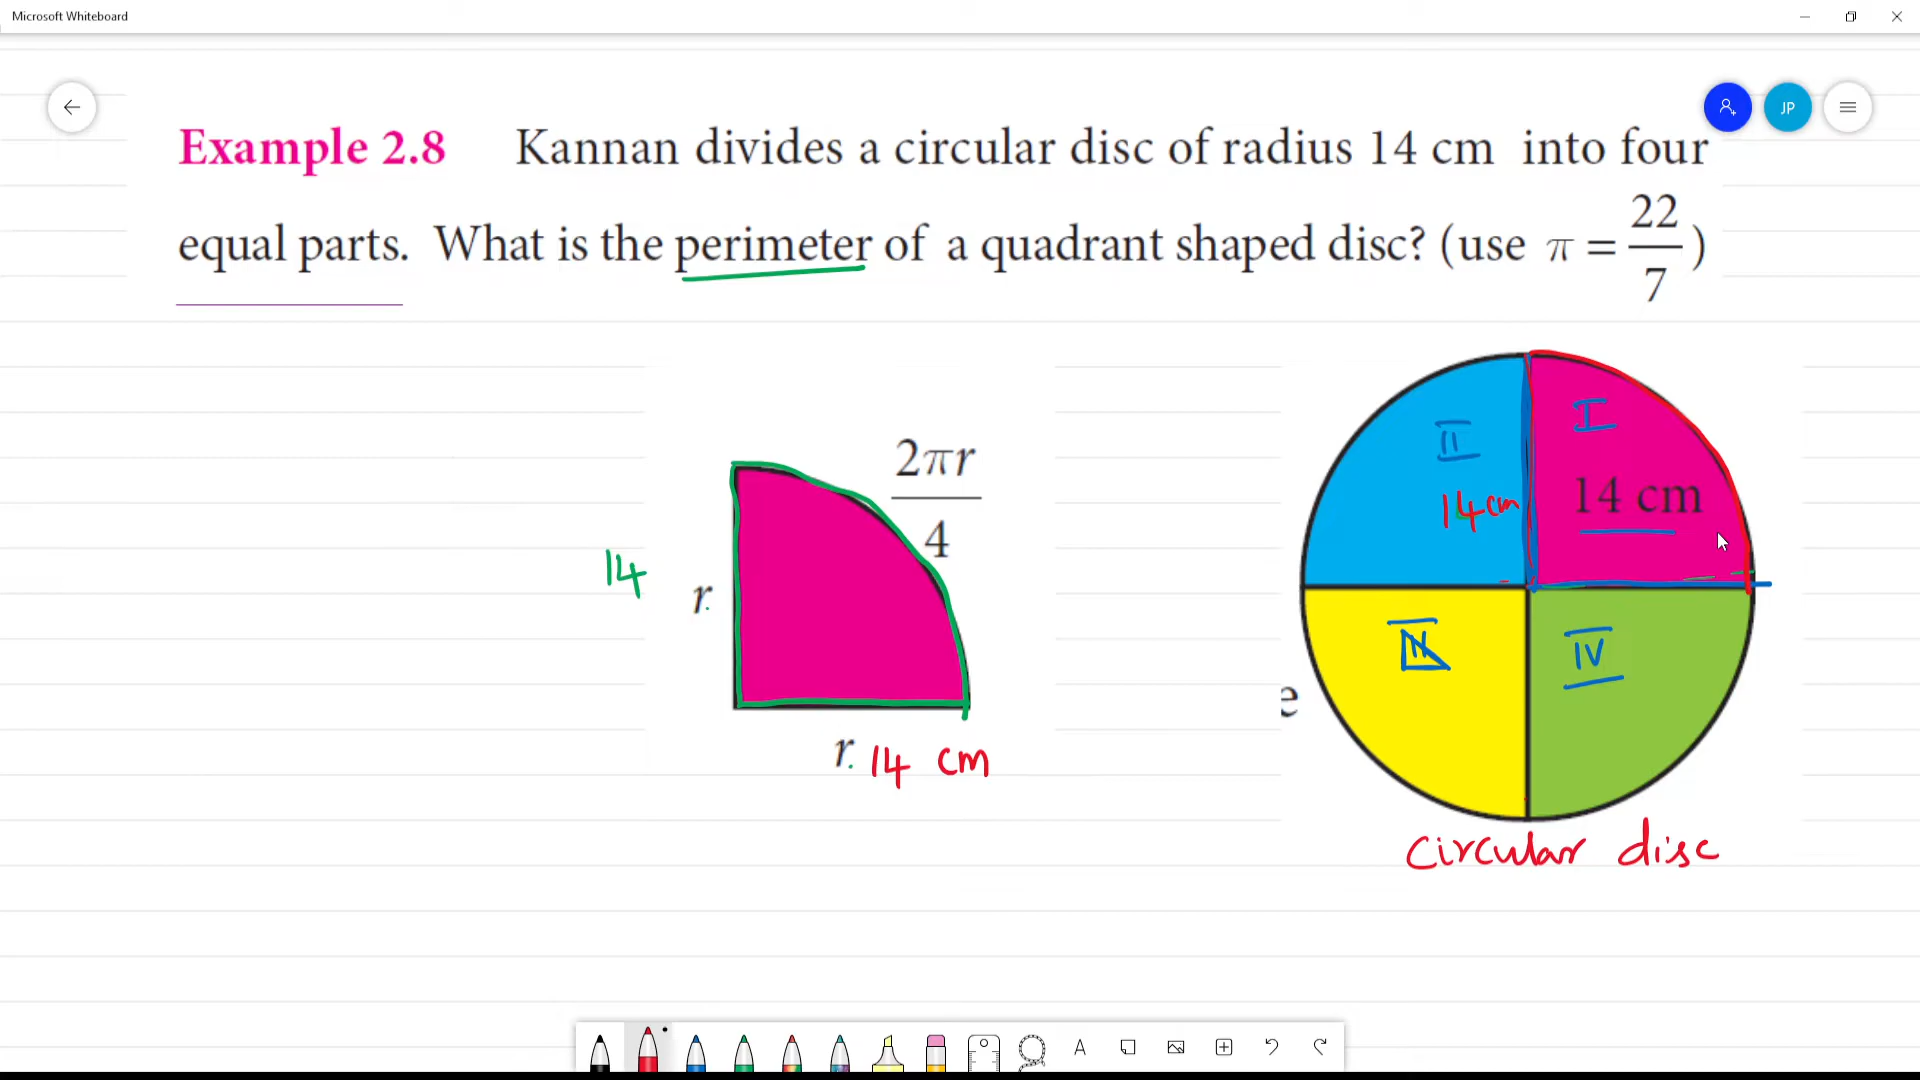 Microsoft Whiteboard
JP
Example 2.8 Kannan divides a circular disc of radius 14 cm into four
equal parts. What is the perimeter of a quadrant shaped disc? (use π = 22/7)
2πr/4
14
r
r 14 cm
I
II
14 cm
14 cm
IV
e
Circular disc
A